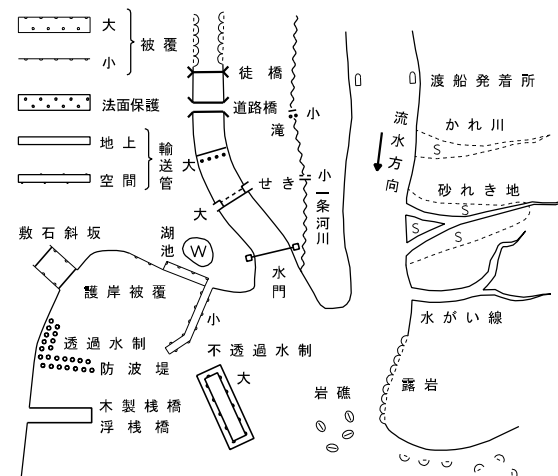 大
被覆
小
法面保護
地上
空間
輸送管
徒橋
道路橋
大
せき
大
小
滝
小
一条河川
流水方向
渡船発着所
かれ川
S
砂れき地
S
S
S
敷石斜坂
湖池
W
水門
護岸被覆
小
透過水制
防波堤
不透過水制
大
木製桟橋
浮桟橋
水がい線
露岩
岩礁